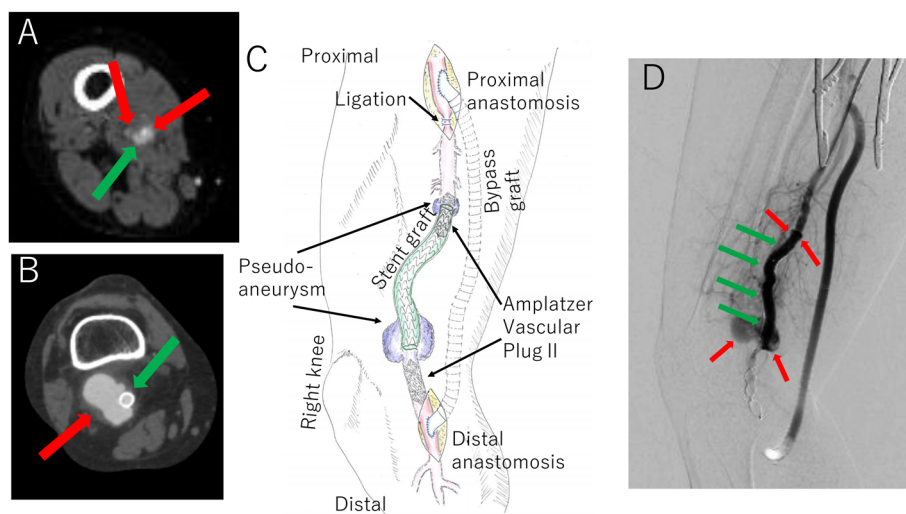 A
B
C
Proximal
Ligation
Proximal
anastomosis
Bypass
graft
Stent graft
Pseudo-
aneurysm
Amplatzer
Vascular
Plug II
Right knee
Distal
anastomosis
Distal
D